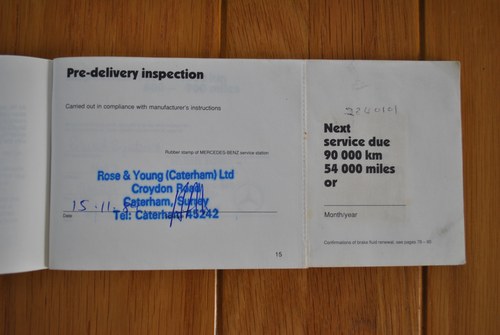 Pre-delivery inspection
Carried out in compliance with manufacturer's instructions
Rubber stamp of MERCEDES-BENZ service station
Rose & Young (Caterham) Ltd
Croydon Road
Caterham, Surrey
Tel: Caterham 45242
15.11.
Date
15
Next
service due
90 000 km
54 000 miles
or
Month/year
Confirmations of brake fluid renewal, see pages